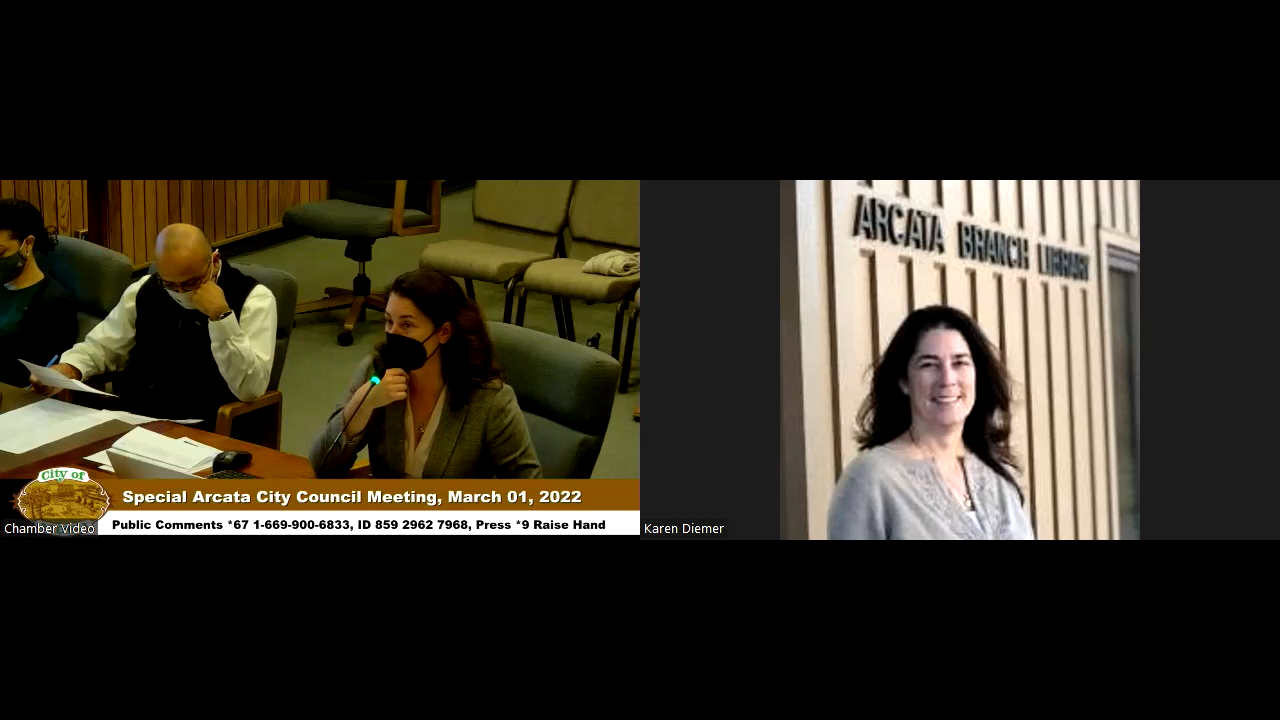 ARCATA BRANCH LIBRARY
City of
Special Arcata City Council Meeting, March 01, 2022
Public Comments *67 1-669-900-6833, ID 859 2962 7968, Press *9 Raise Hand
Chamber Video
Karen Diemer